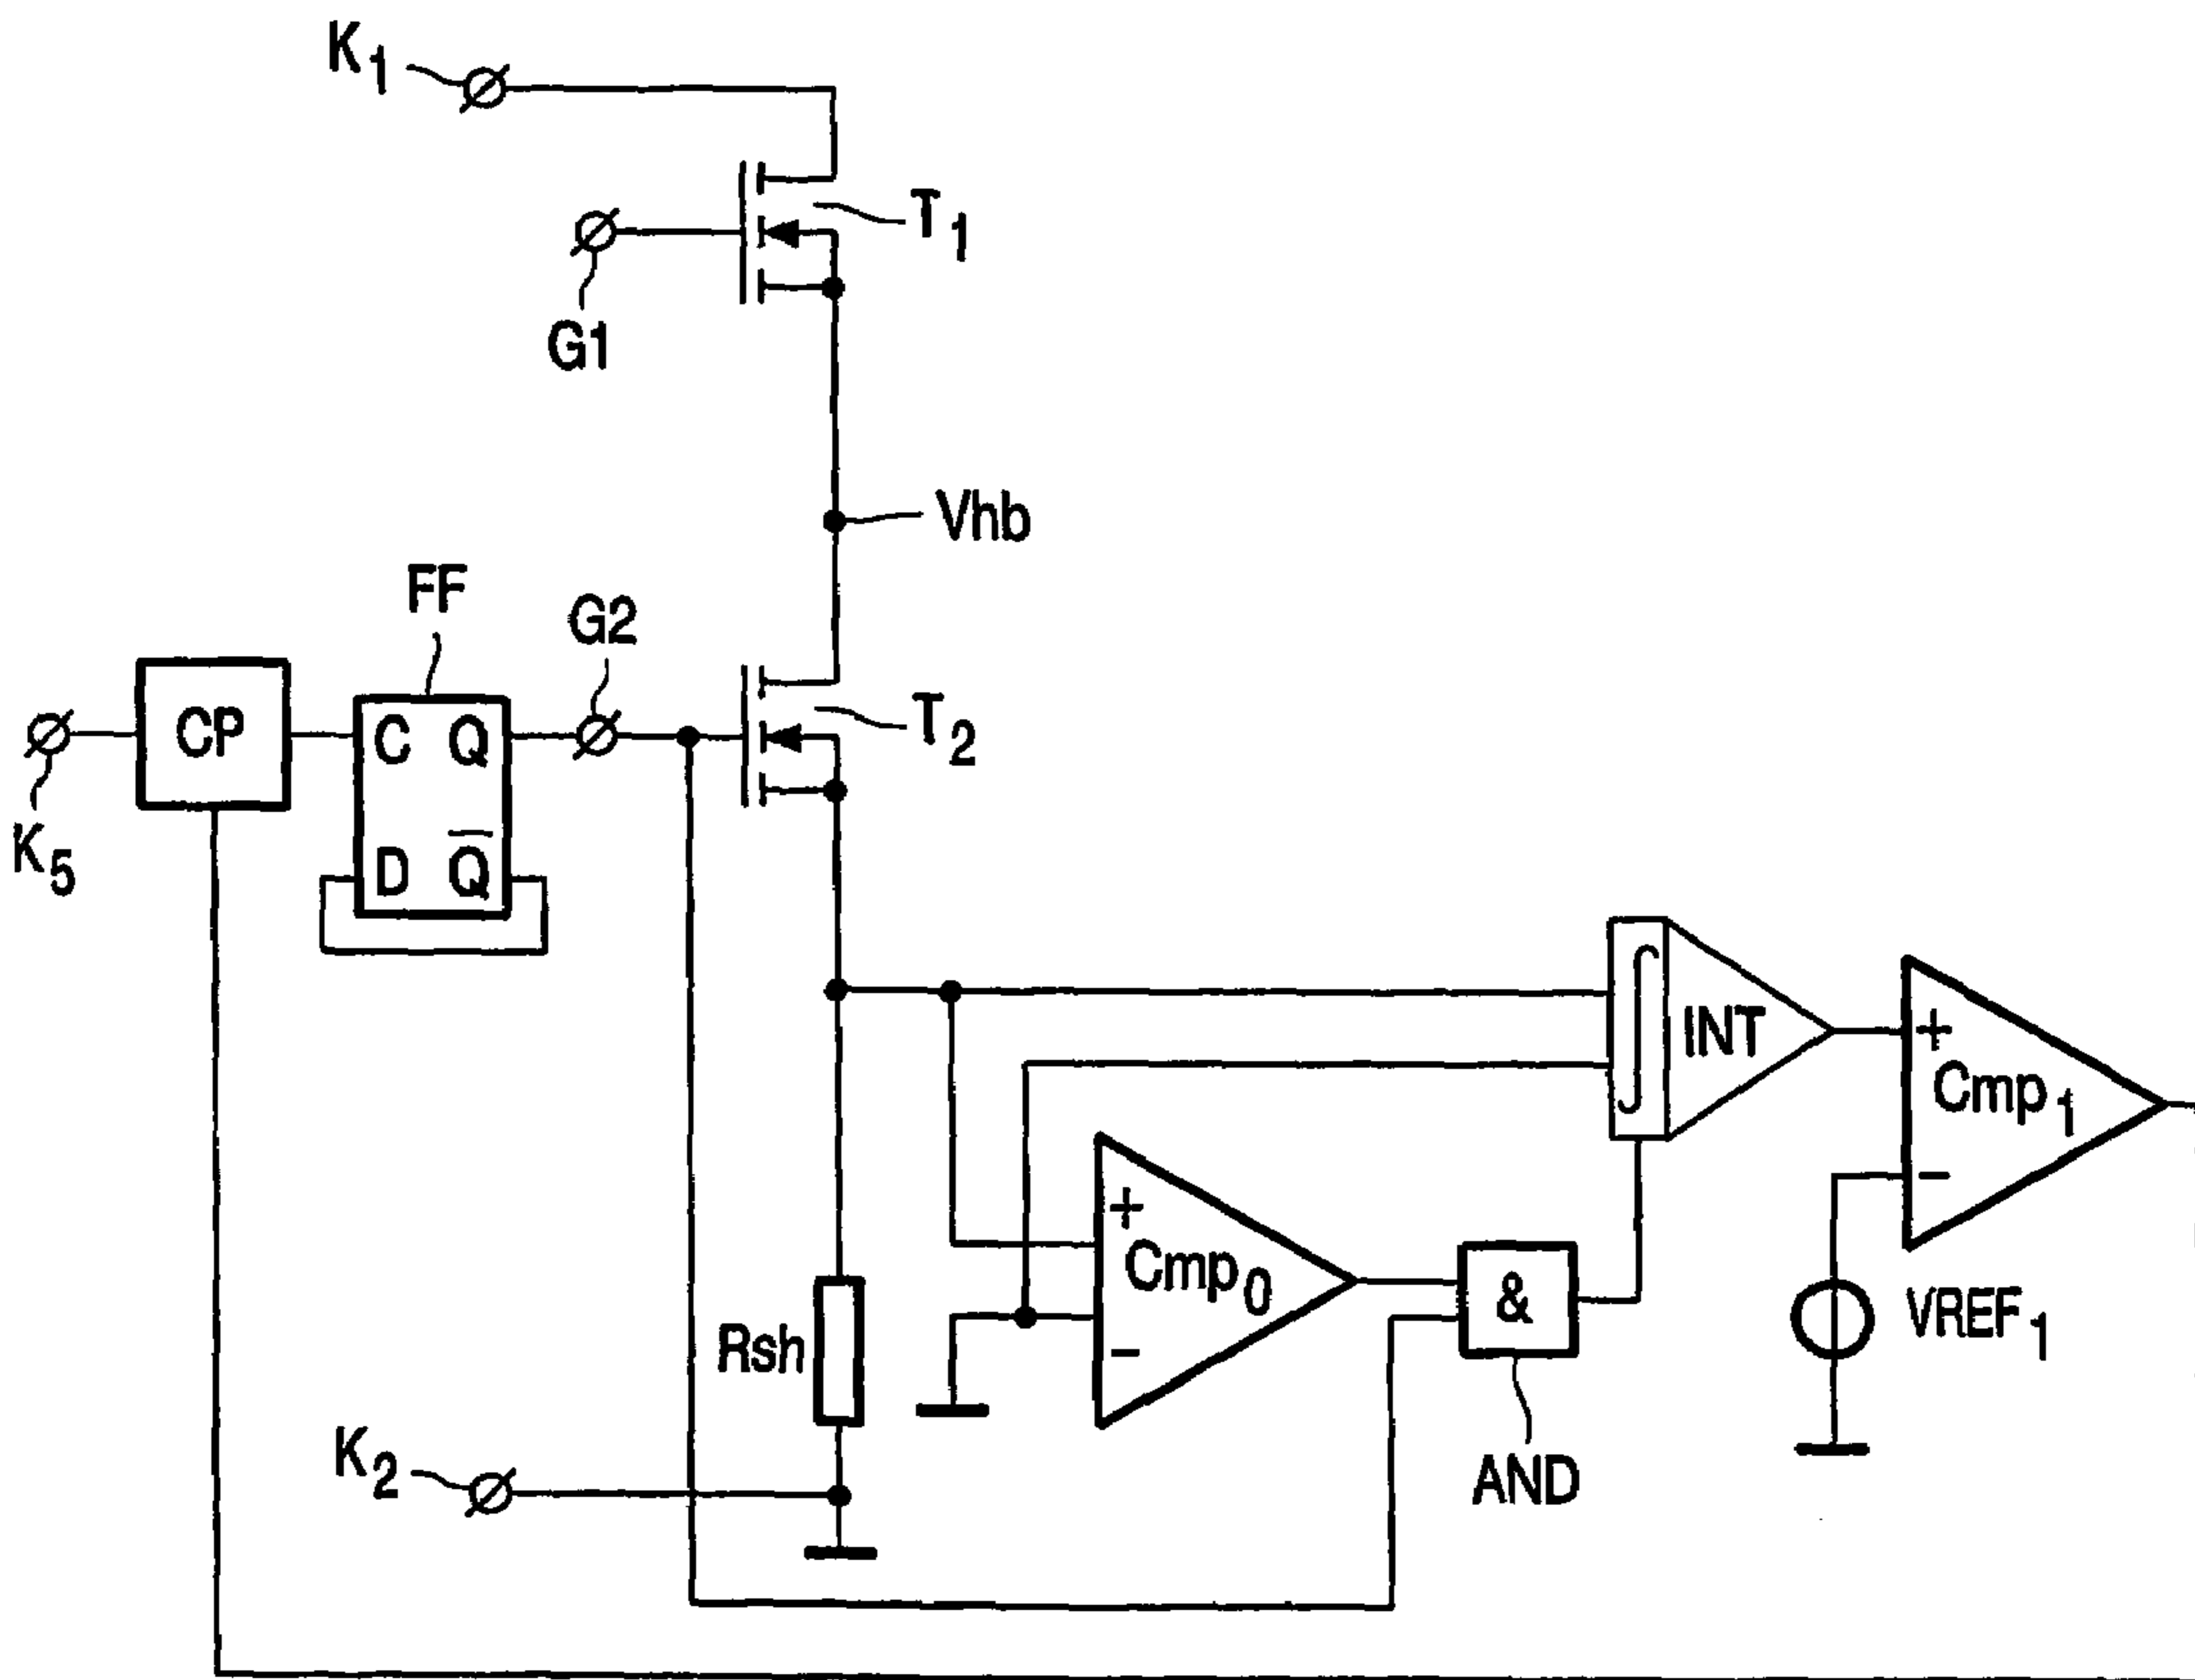 K1
T1
G1
Vhb
FF
G2
CP
C Q
T2
K5
D Q̅
INT
+
Cmp1
−
+
Cmp0
−
&
VREF1
Rsh
K2
AND